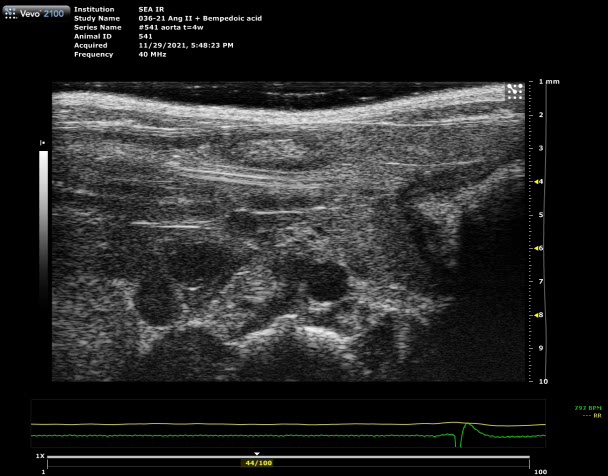 Vevo 2100
Institution SEA IR
Study Name 036-21 Ang II + Bempedoic acid
Series Name #541 aorta t=4w
Animal ID 541
Acquired 11/29/2021, 5:48:23 PM
Frequency 40 MHz
1 mm
2
3
4
5
6
7
8
9
10
292 BPM
--- RR
1X
44/100
1
100